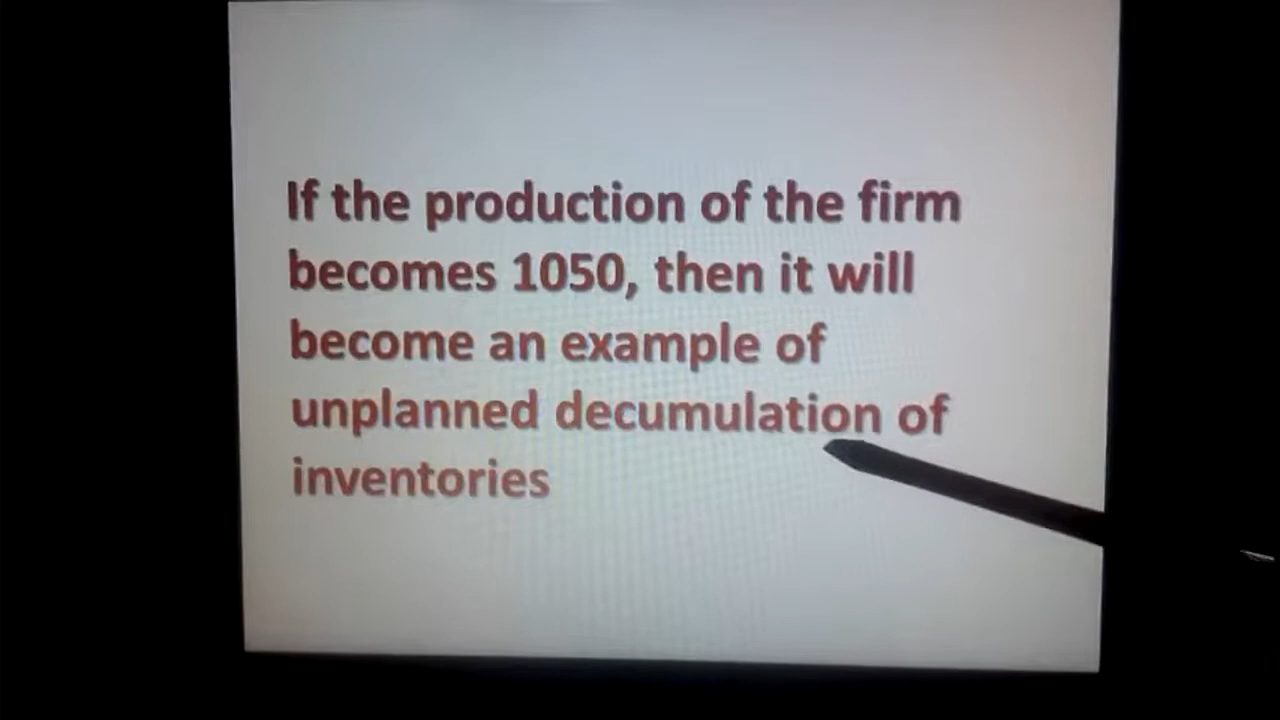 If the production of the firm
becomes 1050, then it will
become an example of
unplanned decumulation of
inventories